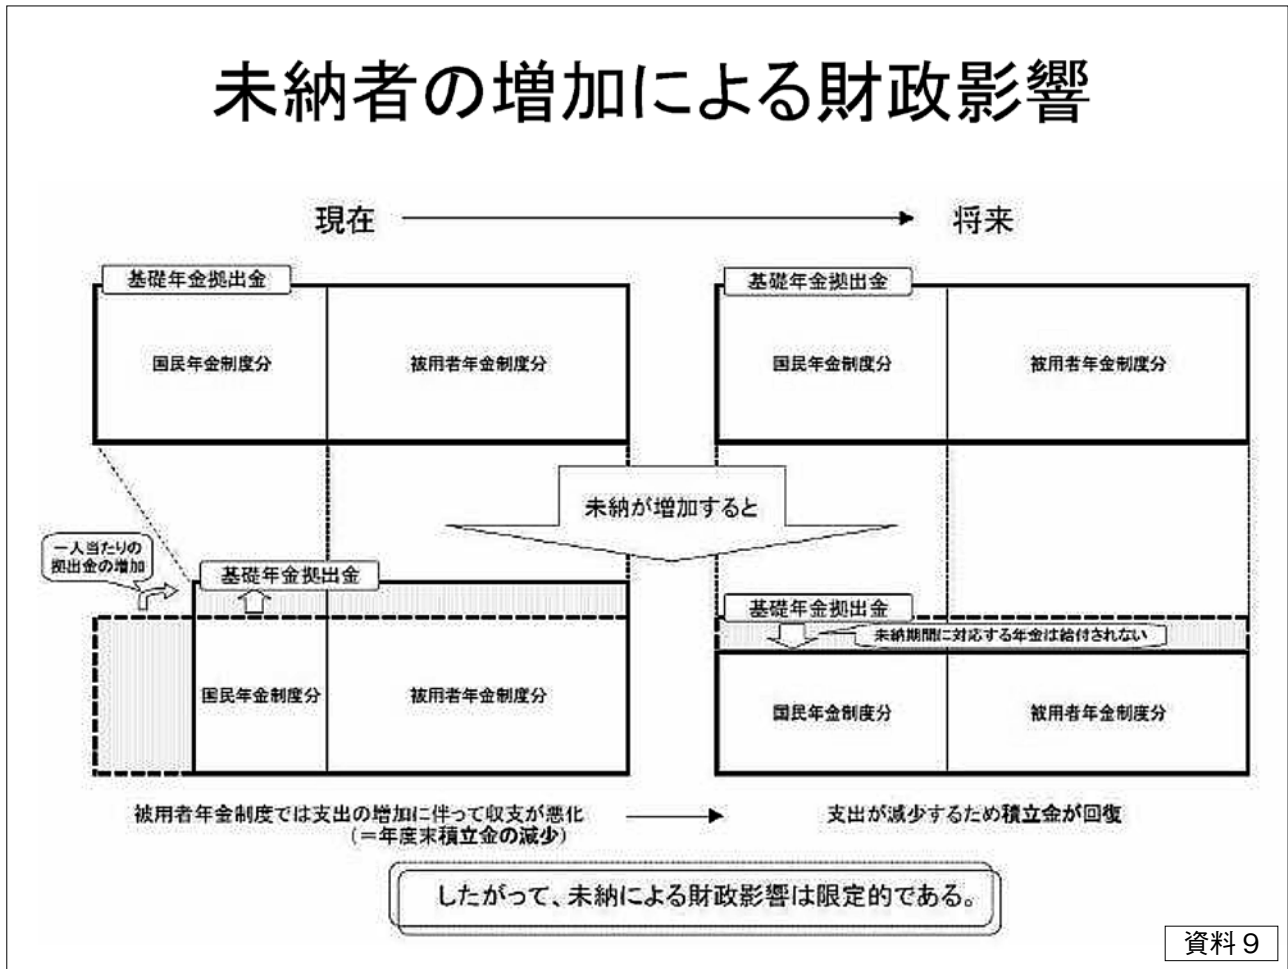 未納者の増加による財政影響
現在
将来
基礎年金拠出金
国民年金制度分
被用者年金制度分
基礎年金拠出金
国民年金制度分
被用者年金制度分
未納が増加すると
一人当たりの
拠出金の増加
基礎年金拠出金
国民年金制度分
被用者年金制度分
基礎年金拠出金
未納期間に対応する年金は給付されない
国民年金制度分
被用者年金制度分
被用者年金制度では支出の増加に伴って収支が悪化
(=年度末積立金の減少)
支出が減少するため積立金が回復
したがって、未納による財政影響は限定的である。
資料9